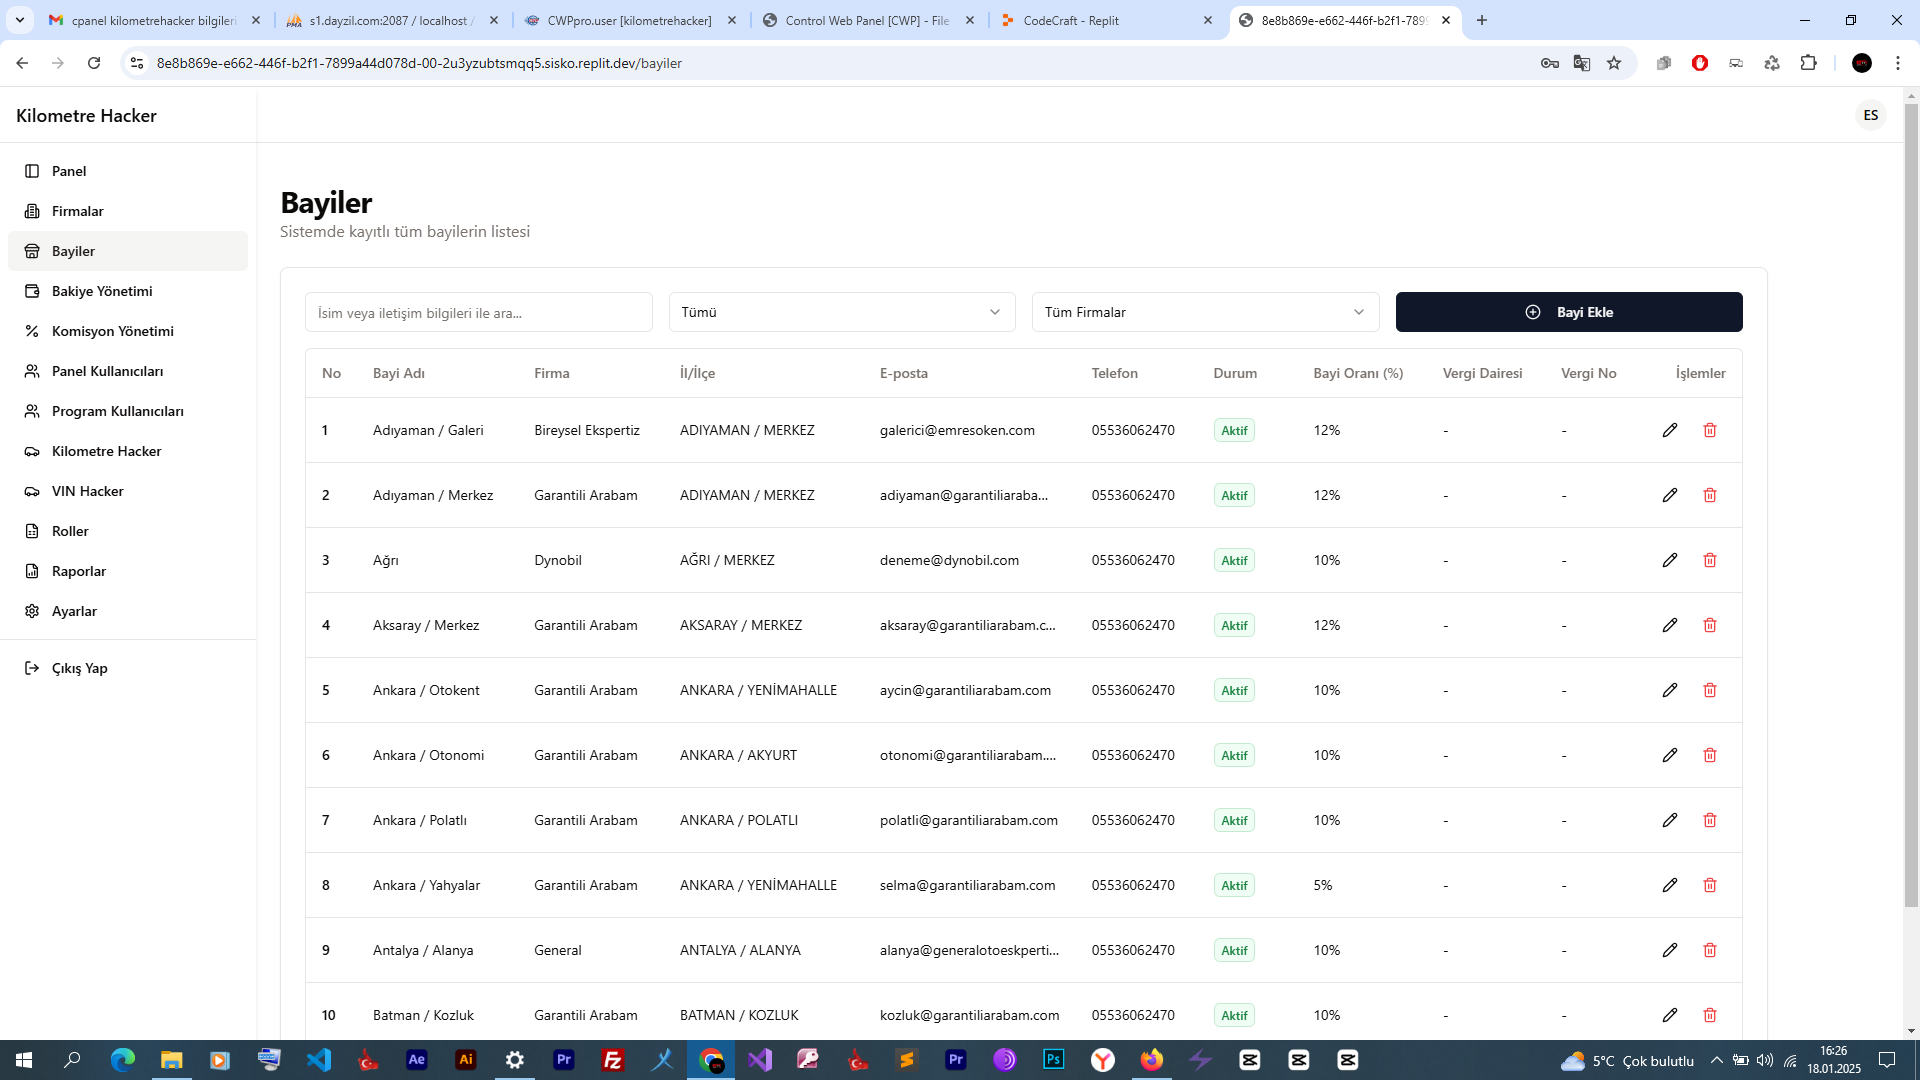 cpanel kilometrehacker bilgileri
s1.dayzil.com:2087 / localhost /
CWPpro.user [kilometrehacker]
Control Web Panel [CWP] - File
CodeCraft - Replit
8e8b869e-e662-446f-b2f1-7899
8e8b869e-e662-446f-b2f1-7899a44d078d-00-2u3yzubtsmqq5.sisko.replit.dev/bayiler
Kilometre Hacker
ES
Panel
Firmalar
Bayiler
Bakiye Yönetimi
Komisyon Yönetimi
Panel Kullanıcıları
Program Kullanıcıları
Kilometre Hacker
VIN Hacker
Roller
Raporlar
Ayarlar
Çıkış Yap
Bayiler
Sistemde kayıtlı tüm bayilerin listesi
İsim veya iletişim bilgileri ile ara...
Tümü
Tüm Firmalar
Bayi Ekle
No Bayi Adı Firma İl/İlçe E-posta Telefon Durum Bayi Oranı (%) Vergi Dairesi Vergi No İşlemler
1 Adıyaman / Galeri Bireysel Ekspertiz ADIYAMAN / MERKEZ galerici@emresoken.com 05536062470 Aktif 12% - -
2 Adıyaman / Merkez Garantili Arabam ADIYAMAN / MERKEZ adiyaman@garantiliaraba... 05536062470 Aktif 12% - -
3 Ağrı Dynobil AĞRI / MERKEZ deneme@dynobil.com 05536062470 Aktif 10% - -
4 Aksaray / Merkez Garantili Arabam AKSARAY / MERKEZ aksaray@garantiliarabam.c... 05536062470 Aktif 12% - -
5 Ankara / Otokent Garantili Arabam ANKARA / YENİMAHALLE aycin@garantiliarabam.com 05536062470 Aktif 10% - -
6 Ankara / Otonomi Garantili Arabam ANKARA / AKYURT otonomi@garantiliarabam.... 05536062470 Aktif 10% - -
7 Ankara / Polatlı Garantili Arabam ANKARA / POLATLI polatli@garantiliarabam.com 05536062470 Aktif 10% - -
8 Ankara / Yahyalar Garantili Arabam ANKARA / YENİMAHALLE selma@garantiliarabam.com 05536062470 Aktif 5% - -
9 Antalya / Alanya General ANTALYA / ALANYA alanya@generalotoeskperti... 05536062470 Aktif 10% - -
10 Batman / Kozluk Garantili Arabam BATMAN / KOZLUK kozluk@garantiliarabam.com 05536062470 Aktif 10% - -
Ae
Ai
Pr
Fz
Pr
Ps
5°C Çok bulutlu
16:26
18.01.2025